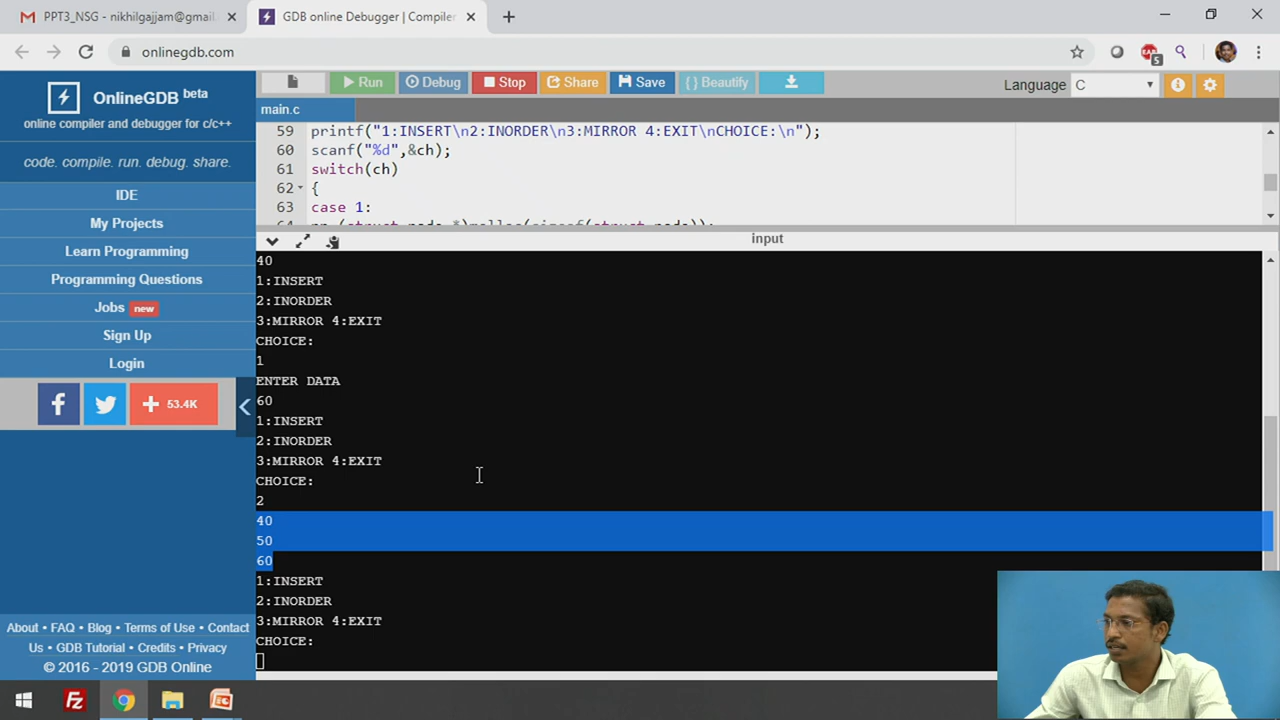 PPT3_NSG - nikhilgajjam@gmail.
GDB online Debugger | Compiler
onlinegdb.com
5
OnlineGDB beta
online compiler and debugger for c/c++
code. compile. run. debug. share.
IDE
My Projects
Learn Programming
Programming Questions
Jobs new
Sign Up
Login
53.4K
About • FAQ • Blog • Terms of Use • Contact
Us • GDB Tutorial • Credits • Privacy
© 2016 - 2019 GDB Online
Run Debug Stop Share Save { } Beautify
Language C
main.c
59 printf("1:INSERT\n2:INORDER\n3:MIRROR 4:EXIT\nCHOICE:\n");
60 scanf("%d",&ch);
61 switch(ch)
62 {
63 case 1:
input
40
1:INSERT
2:INORDER
3:MIRROR 4:EXIT
CHOICE:
1
ENTER DATA
60
1:INSERT
2:INORDER
3:MIRROR 4:EXIT
CHOICE:
2
40
50
60
1:INSERT
2:INORDER
3:MIRROR 4:EXIT
CHOICE: